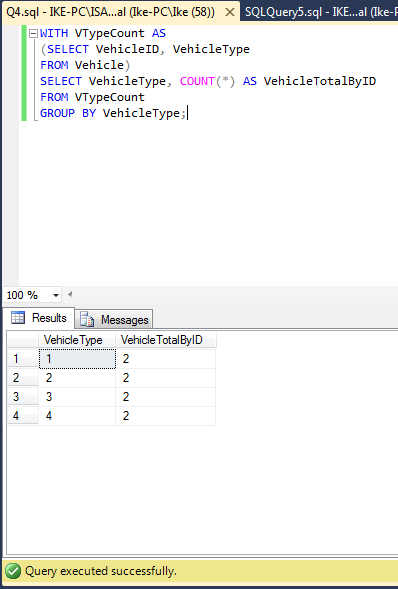 Q4.sql - IKE-PC\ISA...al (Ike-PC\Ike (58)) SQLQuery5.sql - IKE...al (Ike-P
WITH VTypeCount AS
(SELECT VehicleID, VehicleType
FROM Vehicle)
SELECT VehicleType, COUNT(*) AS VehicleTotalByID
FROM VTypeCount
GROUP BY VehicleType;
100 %
Results Messages
VehicleType VehicleTotalByID
1 1 2
2 2 2
3 3 2
4 4 2
Query executed successfully.